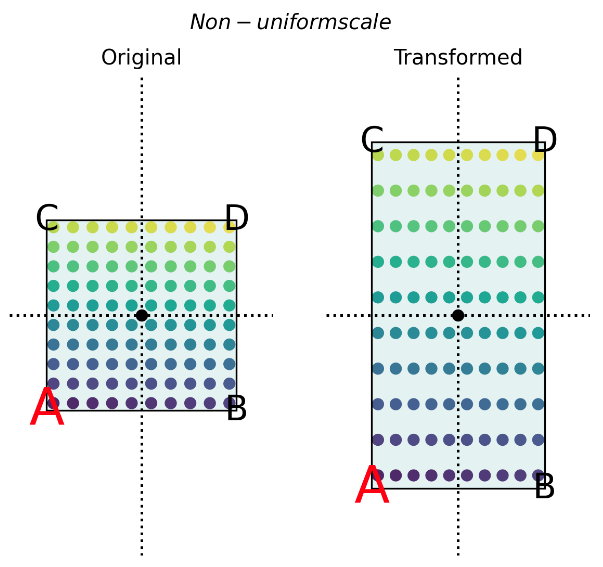 Non − uniformscale
Original
Transformed
C D
C D
A B
A B